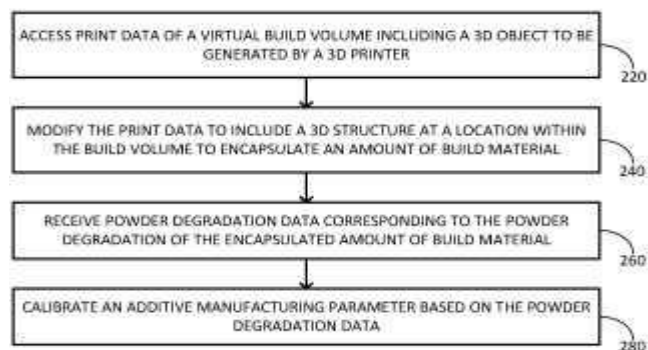 ACCESS PRINT DATA OF A VIRTUAL BUILD VOLUME INCLUDING A 3D OBJECT TO BE
GENERATED BY A 3D PRINTER
220
MODIFY THE PRINT DATA TO INCLUDE A 3D STRUCTURE AT A LOCATION WITHIN
THE BUILD VOLUME TO ENCAPSULATE AN AMOUNT OF BUILD MATERIAL
240
RECEIVE POWDER DEGRADATION DATA CORRESPONDING TO THE POWDER
DEGRADATION OF THE ENCAPSULATED AMOUNT OF BUILD MATERIAL
260
CALIBRATE AN ADDITIVE MANUFACTURING PARAMETER BASED ON THE POWDER
DEGRADATION DATA
280